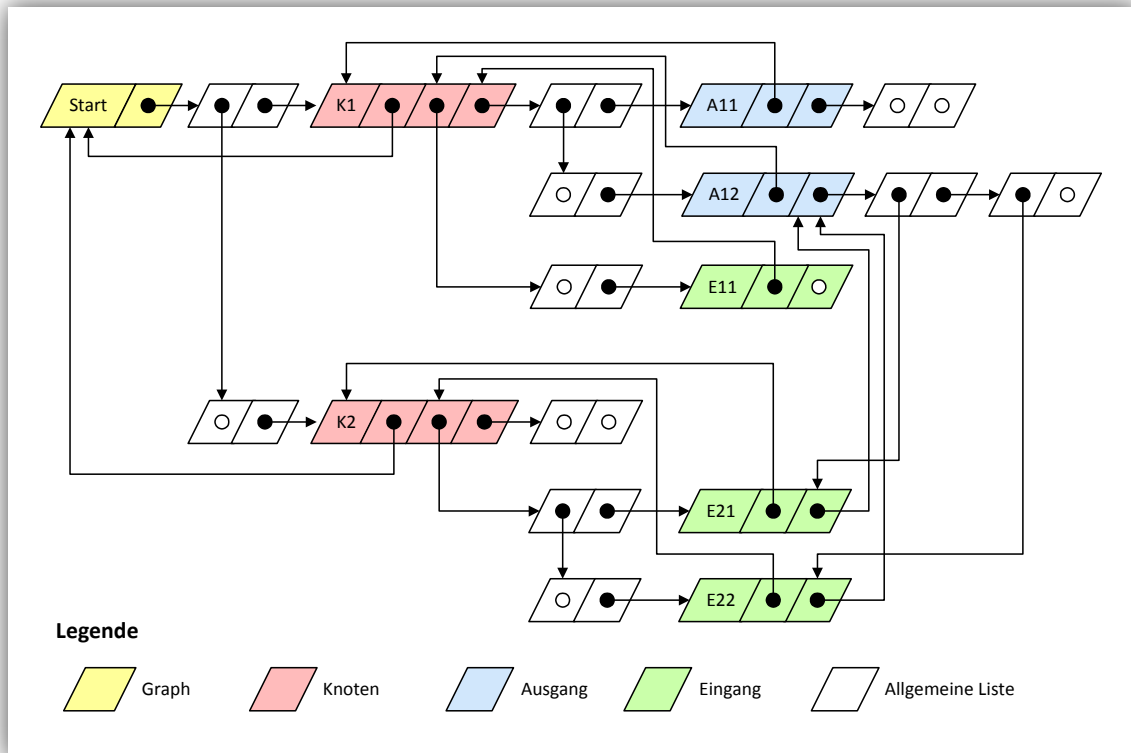 Start
K1
A11
A12
E11
K2
E21
E22
Legende
Graph
Knoten
Ausgang
Eingang
Allgemeine Liste